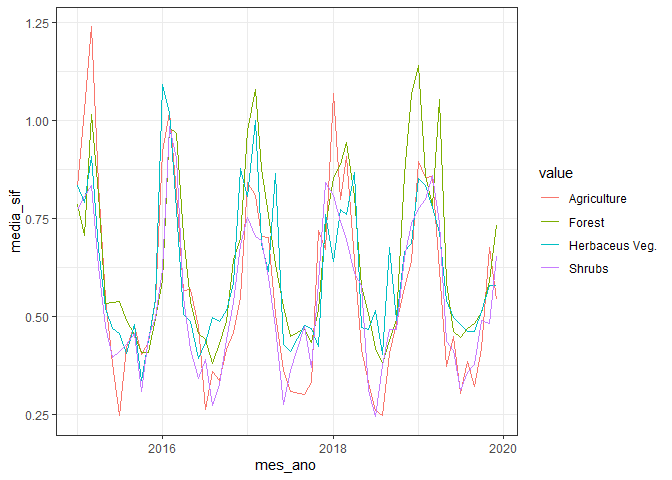 1.25
1.00
0.75
0.50
0.25
media_sif
2016
2018
2020
mes_ano
value
Agriculture
Forest
Herbaceus Veg.
Shrubs